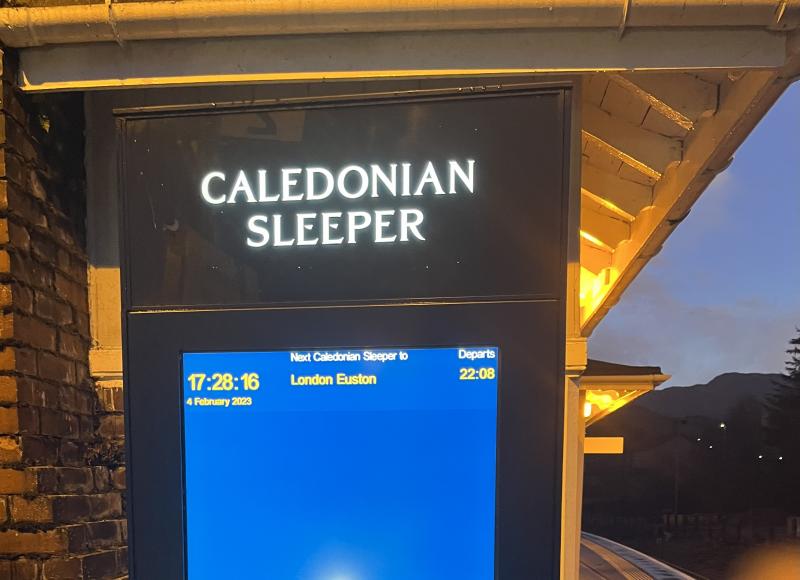 CALEDONIAN
SLEEPER
Next Caledonian Sleeper to Departs
17:28:16 London Euston 22:08
4 February 2023